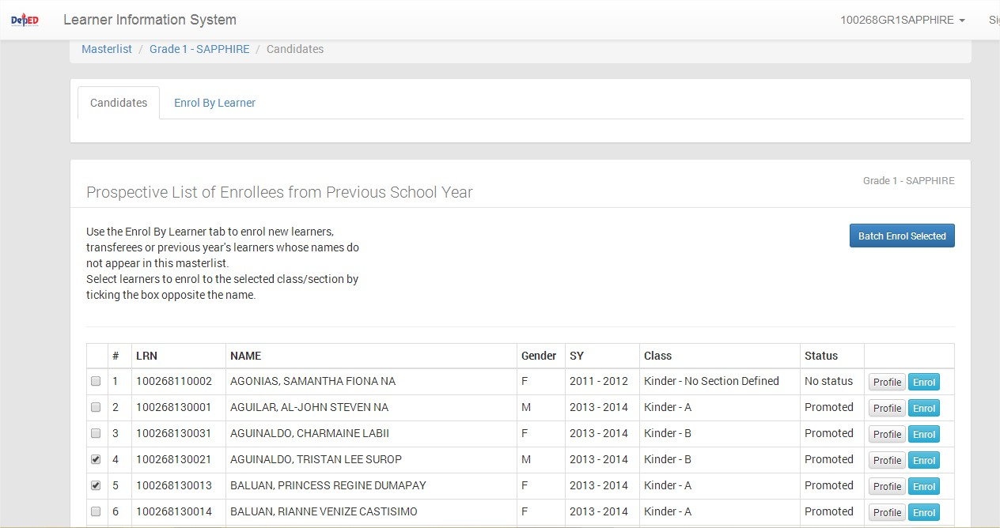 DepED Learner Information System 100268GR1SAPPHIRE
Masterlist / Grade 1 - SAPPHIRE / Candidates
Candidates Enrol By Learner
Grade 1 - SAPPHIRE
Prospective List of Enrollees from Previous School Year
Use the Enrol By Learner tab to enrol new learners,
transferees or previous year's learners whose names do
not appear in this masterlist.
Select learners to enrol to the selected class/section by
ticking the box opposite the name.
Batch Enrol Selected
# LRN NAME Gender SY Class Status
1 100268110002 AGONIAS, SAMANTHA FIONA NA F 2011 - 2012 Kinder - No Section Defined No status Profile Enrol
2 100268130001 AGUILAR, AL-JOHN STEVEN NA M 2013 - 2014 Kinder - A Promoted Profile Enrol
3 100268130031 AGUINALDO, CHARMAINE LABII F 2013 - 2014 Kinder - B Promoted Profile Enrol
4 100268130021 AGUINALDO, TRISTAN LEE SUROP M 2013 - 2014 Kinder - B Promoted Profile Enrol
5 100268130013 BALUAN, PRINCESS REGINE DUMAPAY F 2013 - 2014 Kinder - A Promoted Profile Enrol
6 100268130014 BALUAN, RIANNE VENIZE CASTISIMO F 2013 - 2014 Kinder - A Promoted Profile Enrol